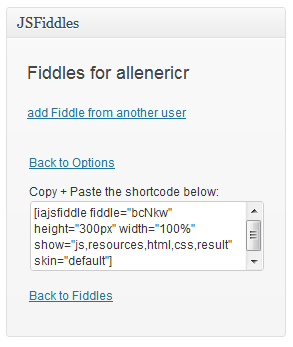 JSFiddles
Fiddles for allenericr
add Fiddle from another user
Back to Options
Copy + Paste the shortcode below:
[iajsfiddle fiddle="bcNkw"
height="300px" width="100%"
show="js,resources,html,css,result"
skin="default"]
Back to Fiddles